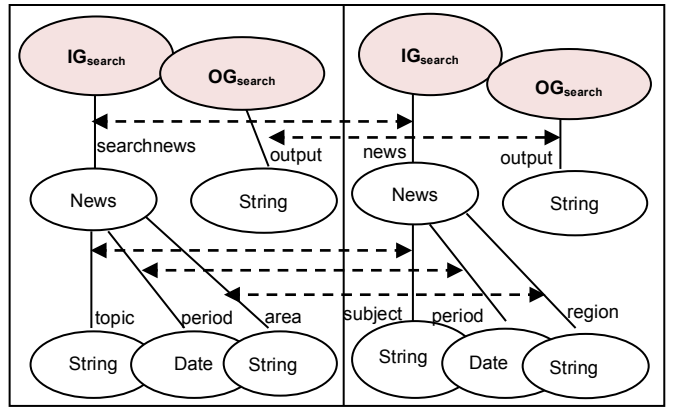 IGsearch
OGsearch
searchnews
output
News
String
topic
period
area
String
Date
String
IGsearch
OGsearch
news
output
News
String
subject
period
region
String
Date
String